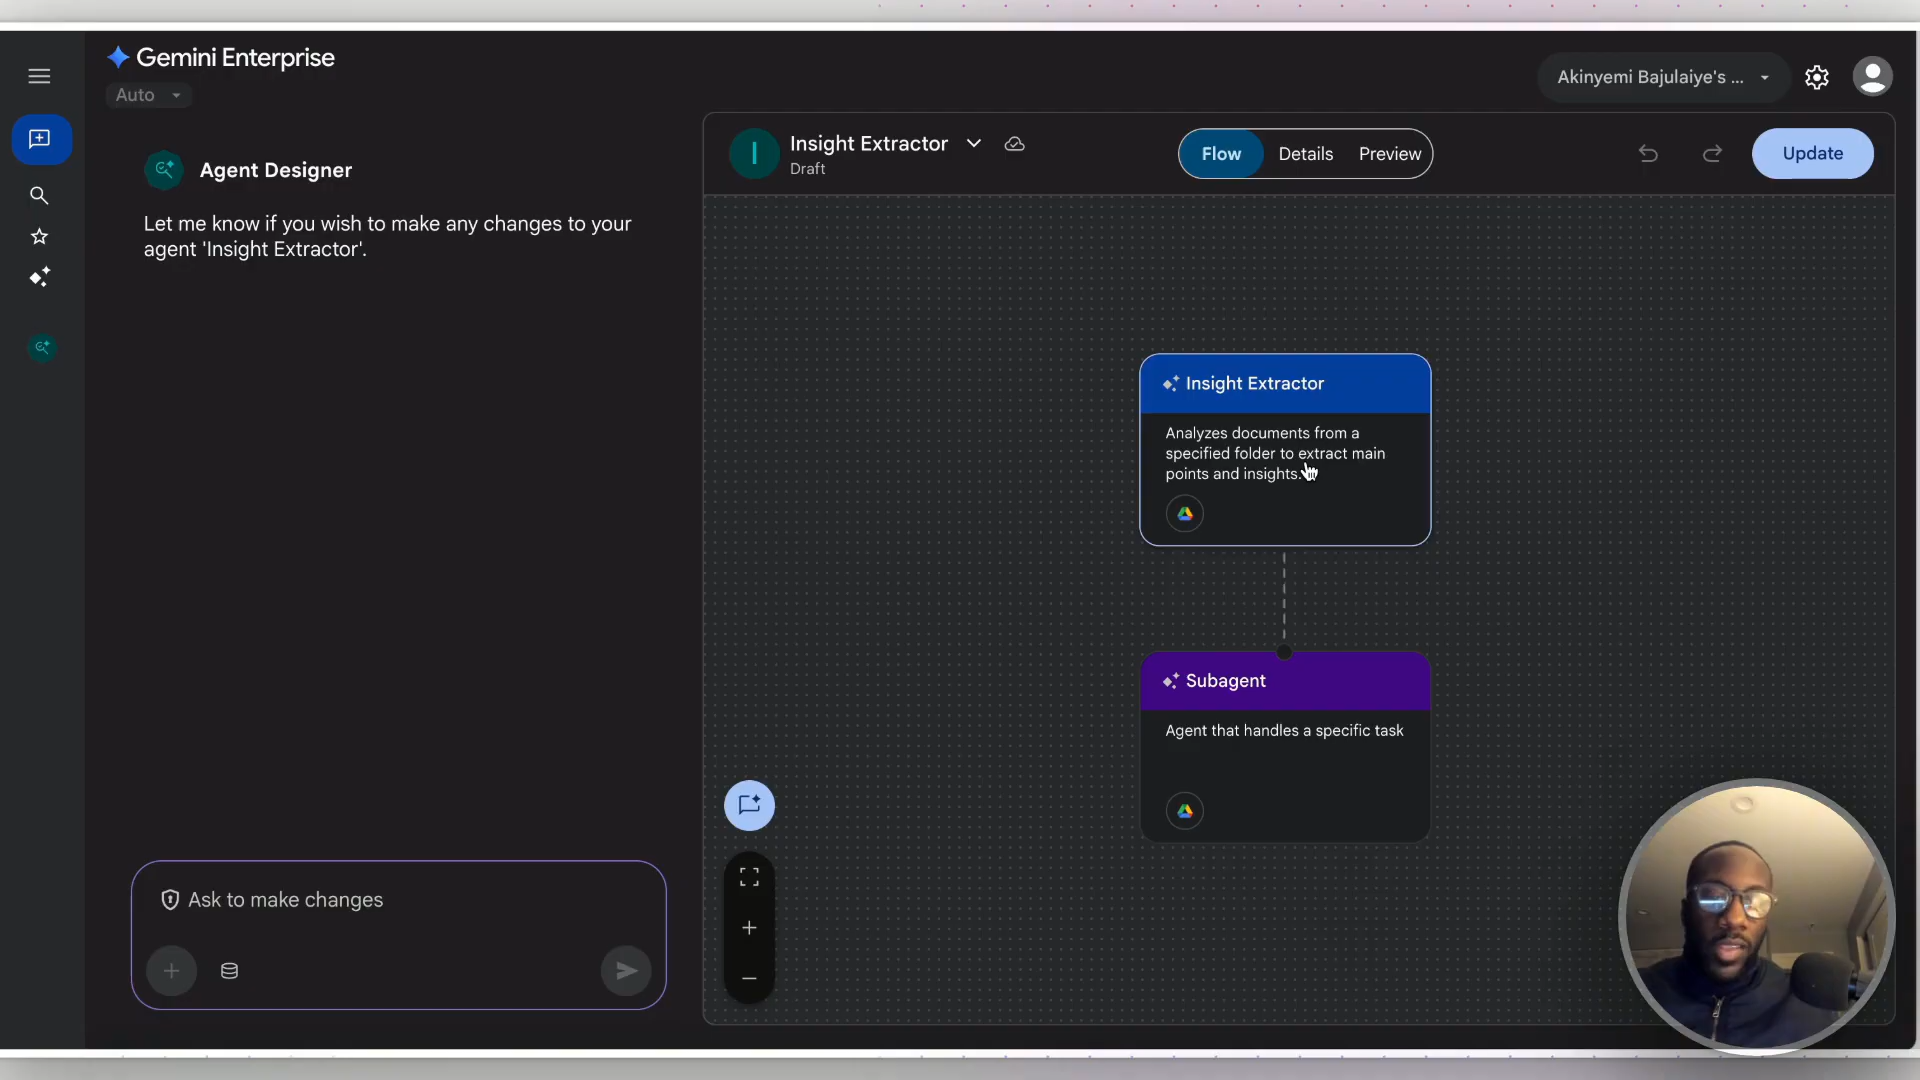 Gemini Enterprise
Auto
Akinyemi Bajulaiye's ...
Agent Designer
Let me know if you wish to make any changes to your
agent 'Insight Extractor'.
Ask to make changes
I
Insight Extractor
Draft
Flow
Details
Preview
Update
Insight Extractor
Analyzes documents from a
specified folder to extract main
points and insights.
Subagent
Agent that handles a specific task